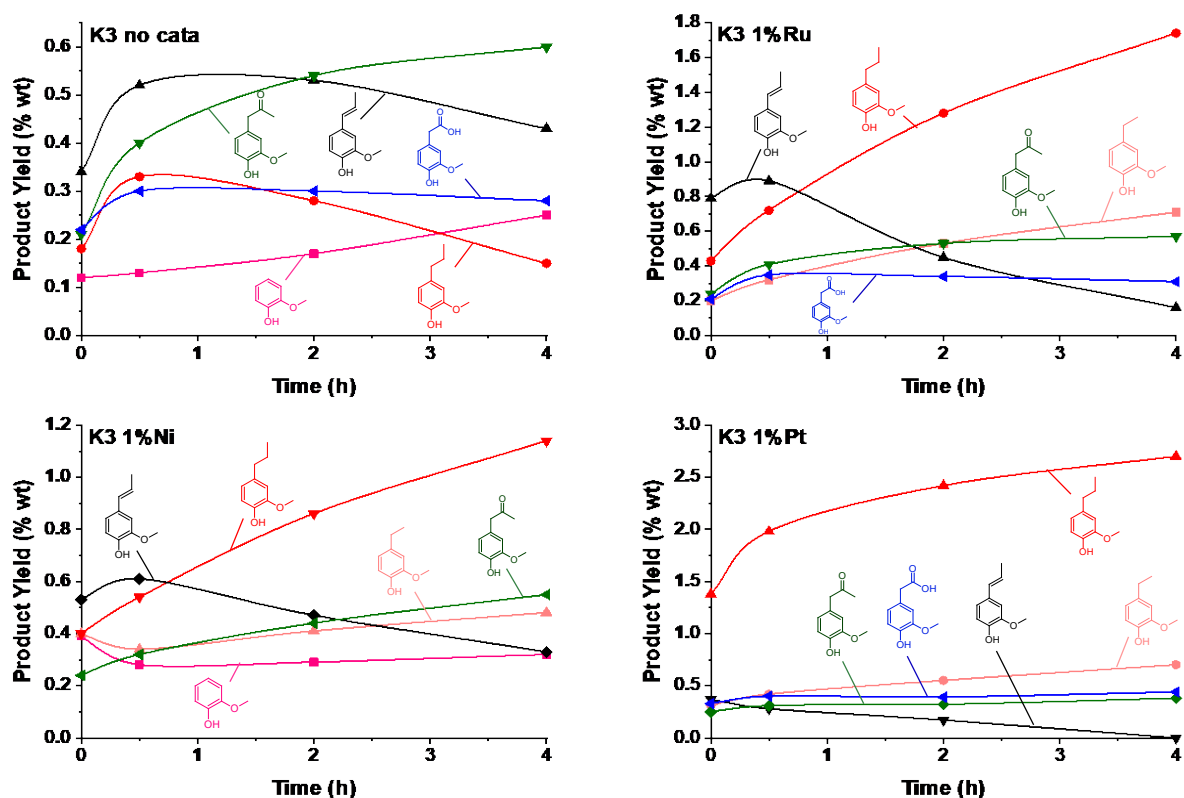 K3 no cata
Product Yield (% wt)
0.6
0.5
0.4
0.3
0.2
0.1
0.0
O
O
OH
O
OH
O
OH
O
OH
O
OH
O
OH
O
OH
0 1 2 3 4
Time (h)
K3 1%Ru
Product Yield (% wt)
1.8
1.6
1.4
1.2
1.0
0.8
0.6
0.4
0.2
0.0
O
OH
O
OH
O
O
OH
O
OH
O
OH
O
OH
0 1 2 3 4
Time (h)
K3 1%Ni
Product Yield (% wt)
1.2
1.0
0.8
0.6
0.4
0.2
0.0
O
OH
O
OH
O
OH
O
O
OH
O
OH
0 1 2 3 4
Time (h)
K3 1%Pt
Product Yield (% wt)
3.0
2.5
2.0
1.5
1.0
0.5
0.0
O
OH
O
O
OH
O
OH
O
OH
O
OH
O
OH
0 1 2 3 4
Time (h)